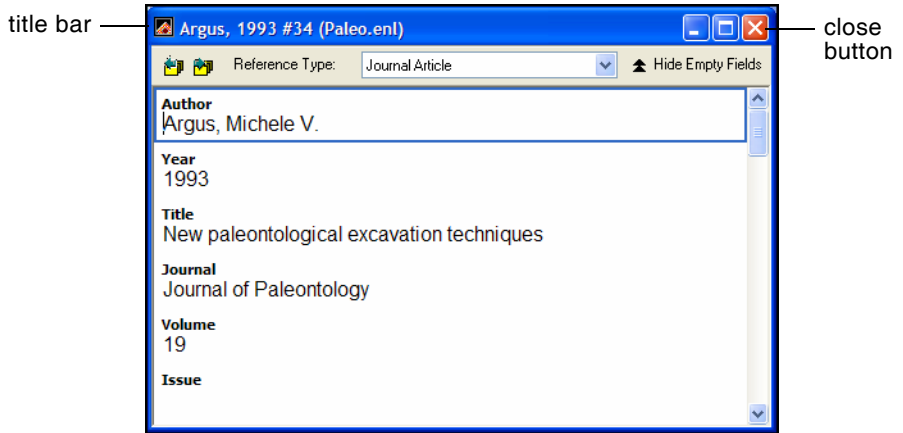 title bar
Argus, 1993 #34 (Paleo.enl)
close
button
Reference Type:
Journal Article
Hide Empty Fields
Author
Argus, Michele V.
Year
1993
Title
New paleontological excavation techniques
Journal
Journal of Paleontology
Volume
19
Issue